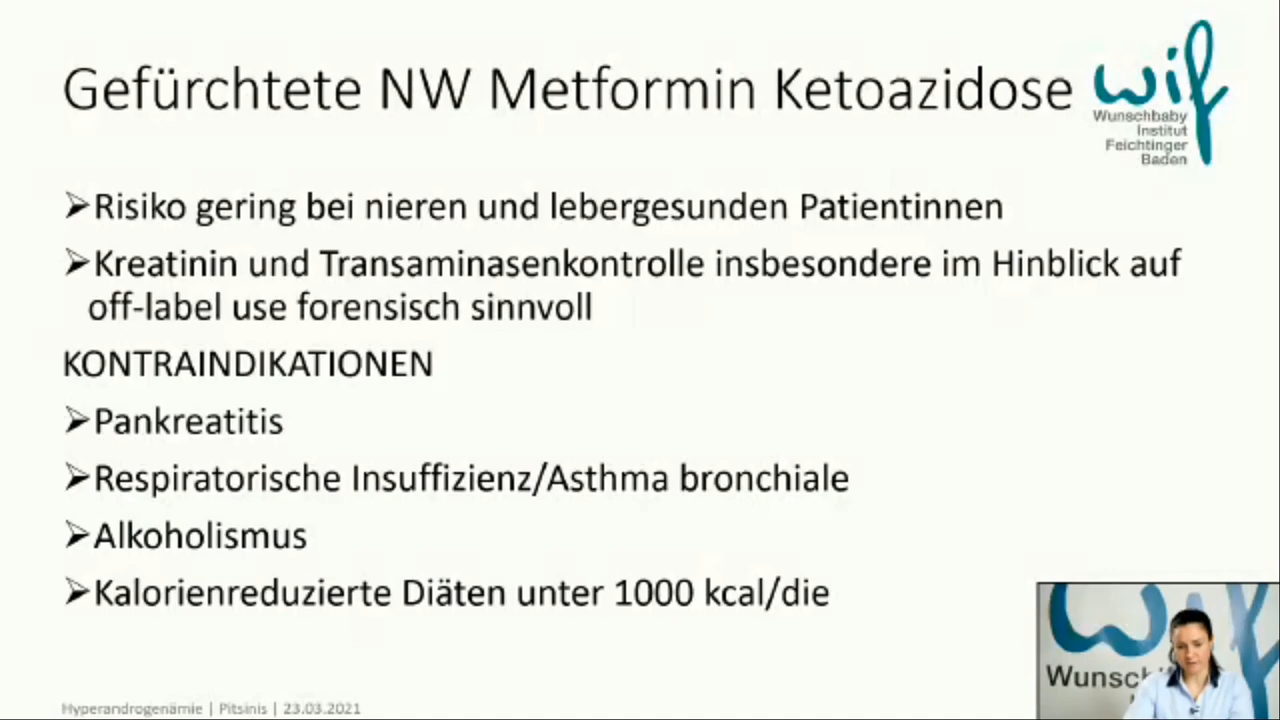 Gefürchtete NW Metformin Ketoazidose
wif
Wunschbaby
Institut
Feichtinger
Baden
➢Risiko gering bei nieren und lebergesunden Patientinnen
➢Kreatinin und Transaminasenkontrolle insbesondere im Hinblick auf
off-label use forensisch sinnvoll
KONTRAINDIKATIONEN
➢Pankreatitis
➢Respiratorische Insuffizienz/Asthma bronchiale
➢Alkoholismus
➢Kalorienreduzierte Diäten unter 1000 kcal/die
Hyperandrogenämie | Pitsinis | 23.03.2021